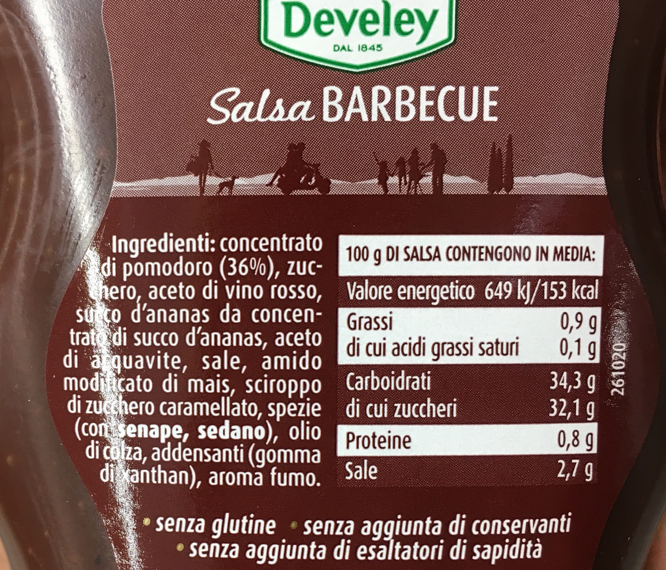 Develey
DAL 1845
Salsa BARBECUE
Ingredienti: concentrato
di pomodoro (36%), zuc-
chero, aceto di vino rosso,
succo d'ananas da concen-
trato di succo d'ananas, aceto
di acquavite, sale, amido
modificato di mais, sciroppo
di zucchero caramellato, spezie
(con senape, sedano), olio
di colza, addensanti (gomma
di xanthan), aroma fumo.
100 g DI SALSA CONTENGONO IN MEDIA:
Valore energetico 649 kJ/153 kcal
Grassi 0,9 g
di cui acidi grassi saturi 0,1 g
Carboidrati 34,3 g
di cui zuccheri 32,1 g
Proteine 0,8 g
Sale 2,7 g
261020
• senza glutine • senza aggiunta di conservanti
• senza aggiunta di esaltatori di sapidità